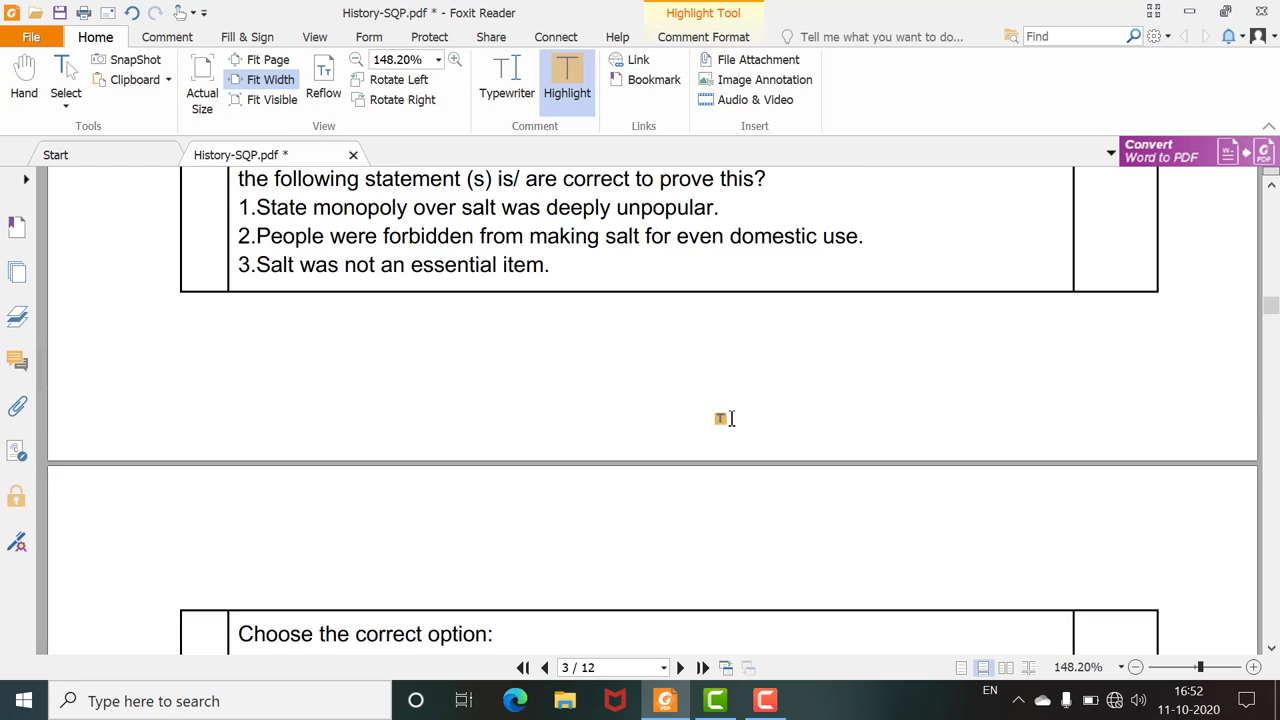 History-SQP.pdf * - Foxit Reader
Highlight Tool
File
Home
Comment
Fill & Sign
View
Form
Protect
Share
Connect
Help
Comment Format
Tell me what you want to do...
Find
Hand
Select
SnapShot
Clipboard
Tools
Actual Size
Fit Page
Fit Width
Fit Visible
Reflow
148.20%
Rotate Left
Rotate Right
View
Typewriter
Highlight
Comment
Link
Bookmark
Links
File Attachment
Image Annotation
Audio & Video
Insert
Start
History-SQP.pdf *
Convert
Word to PDF
the following statement (s) is/ are correct to prove this?
1.State monopoly over salt was deeply unpopular.
2.People were forbidden from making salt for even domestic use.
3.Salt was not an essential item.
Choose the correct option:
3 / 12
148.20%
Type here to search
EN
16:52
11-10-2020